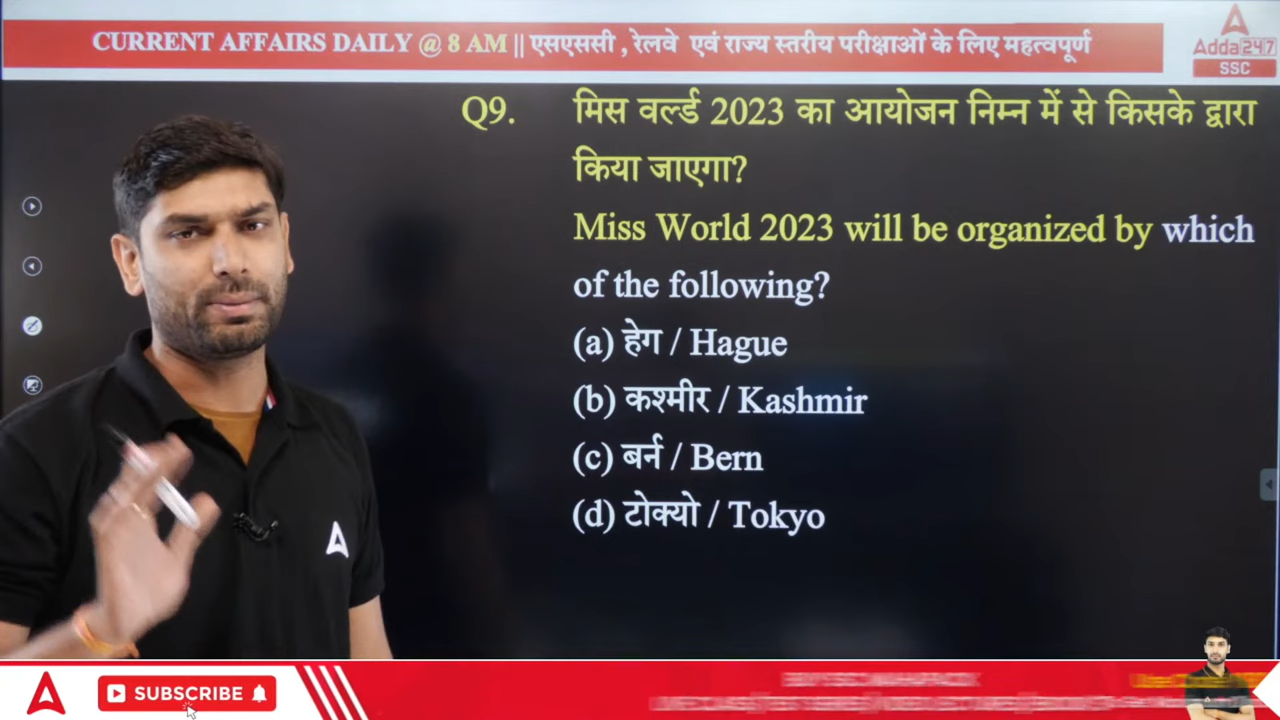 CURRENT AFFAIRS DAILY @ 8 AM || एसएससी , रेलवे एवं राज्य स्तरीय परीक्षाओं के लिए महत्वपूर्ण
Adda 247
SSC
Q9. मिस वर्ल्ड 2023 का आयोजन निम्न में से किसके द्वारा
किया जाएगा?
Miss World 2023 will be organized by which
of the following?
(a) हेग / Hague
(b) कश्मीर / Kashmir
(c) बर्न / Bern
(d) टोक्यो / Tokyo
SUBSCRIBE